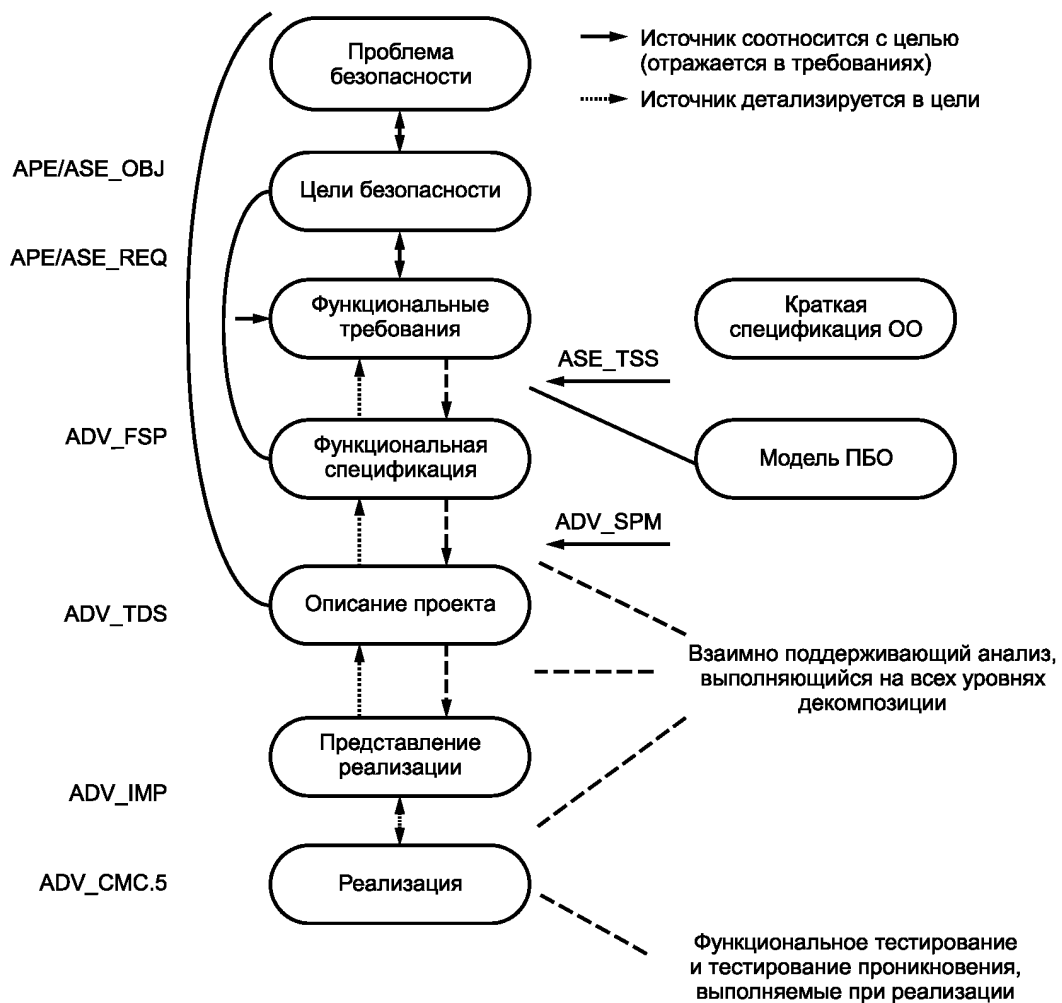 Проблема
безопасности
Источник соотносится с целью
(отражается в требованиях)
Источник детализируется в цели
APE/ASE_OBJ
Цели безопасности
APE/ASE_REQ
Функциональные
требования
Краткая
спецификация ОО
ASE_TSS
ADV_FSP
Функциональная
спецификация
Модель ПБО
ADV_SPM
ADV_TDS
Описание проекта
Взаимно поддерживающий анализ,
выполняющийся на всех уровнях
декомпозиции
Представление
реализации
ADV_IMP
ADV_CMC.5
Реализация
Функциональное тестирование
и тестирование проникновения,
выполняемые при реализации